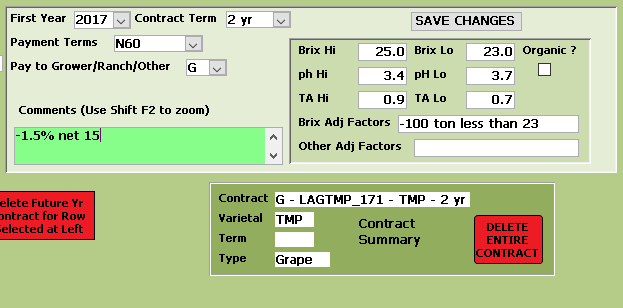 First Year 2017 Contract Term 2 yr SAVE CHANGES
Payment Terms N60
Pay to Grower/Ranch/Other G
Comments (Use Shift F2 to zoom)
-1.5% net 15
Brix Hi 25.0 Brix Lo 23.0 Organic ?
ph Hi 3.4 pH Lo 3.7
TA Hi 0.9 TA Lo 0.7
Brix Adj Factors -100 ton less than 23
Other Adj Factors
elete Future Yr
ontract for Row
Selected at Left
Contract G - LAGTMP_171 - TMP - 2 yr
Varietal TMP
Term
Type Grape
Contract
Summary
DELETE
ENTIRE
CONTRACT